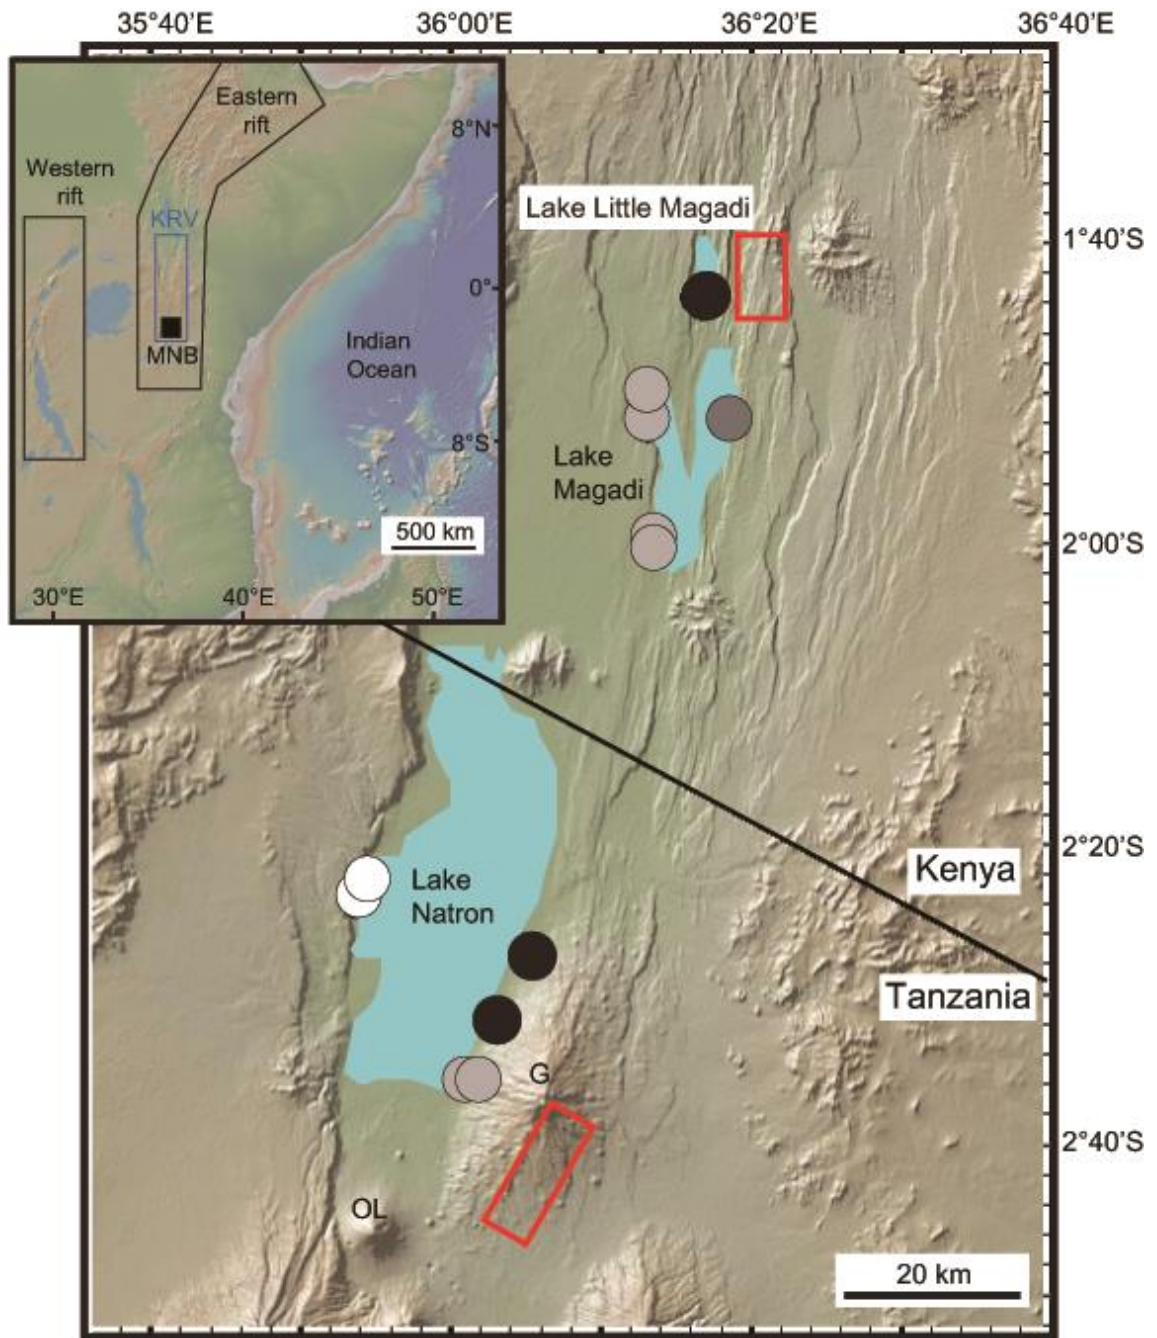 35°40'E
36°00'E
36°20'E
36°40'E
Eastern
rift
8°N
Western
rift
KRV
0°
MNB
Indian
Ocean
8°S
500 km
30°E
40°E
50°E
Lake Little Magadi
1°40'S
Lake
Magadi
2°00'S
2°20'S
Kenya
Lake
Natron
Tanzania
G
2°40'S
OL
20 km